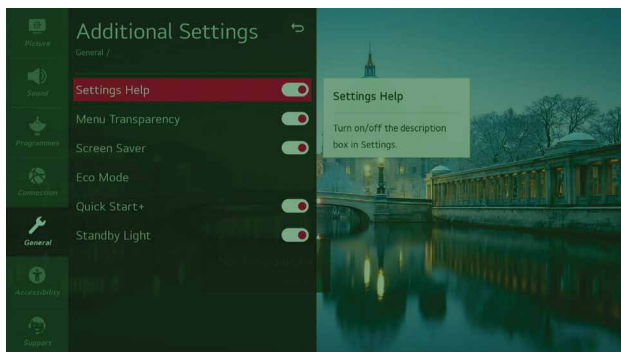 Additional Settings
General /
Picture
Sound
Programmes
Connection
General
Accessibility
Support
Settings Help
Menu Transparency
Screen Saver
Eco Mode
Quick Start+
Standby Light
Settings Help
Turn on/off the description
box in Settings.